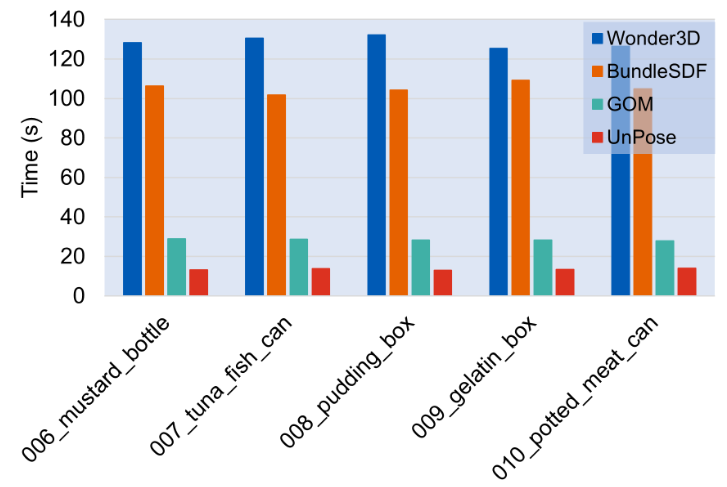 Time (s)
140
120
100
80
60
40
20
0
Wonder3D
BundleSDF
GOM
UnPose
006_mustard_bottle
007_tuna_fish_can
008_pudding_box
009_gelatin_box
010_potted_meat_can